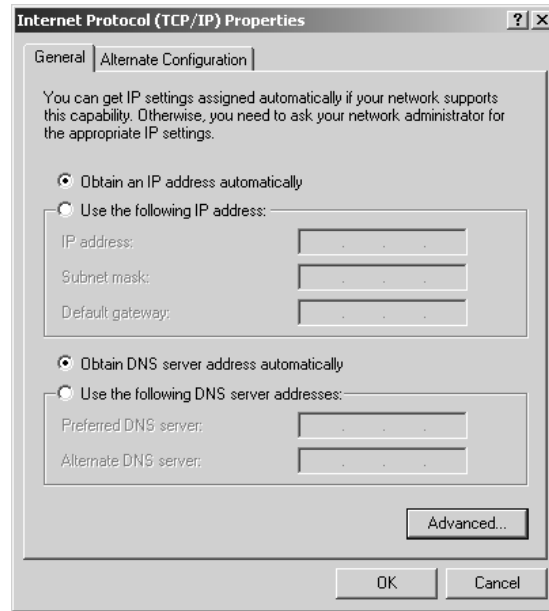 Internet Protocol (TCP/IP) Properties
General
Alternate Configuration
You can get IP settings assigned automatically if your network supports
this capability. Otherwise, you need to ask your network administrator for
the appropriate IP settings.
Obtain an IP address automatically
Use the following IP address:
IP address:
Subnet mask:
Default gateway:
Obtain DNS server address automatically
Use the following DNS server addresses:
Preferred DNS server:
Alternate DNS server:
Advanced...
OK
Cancel